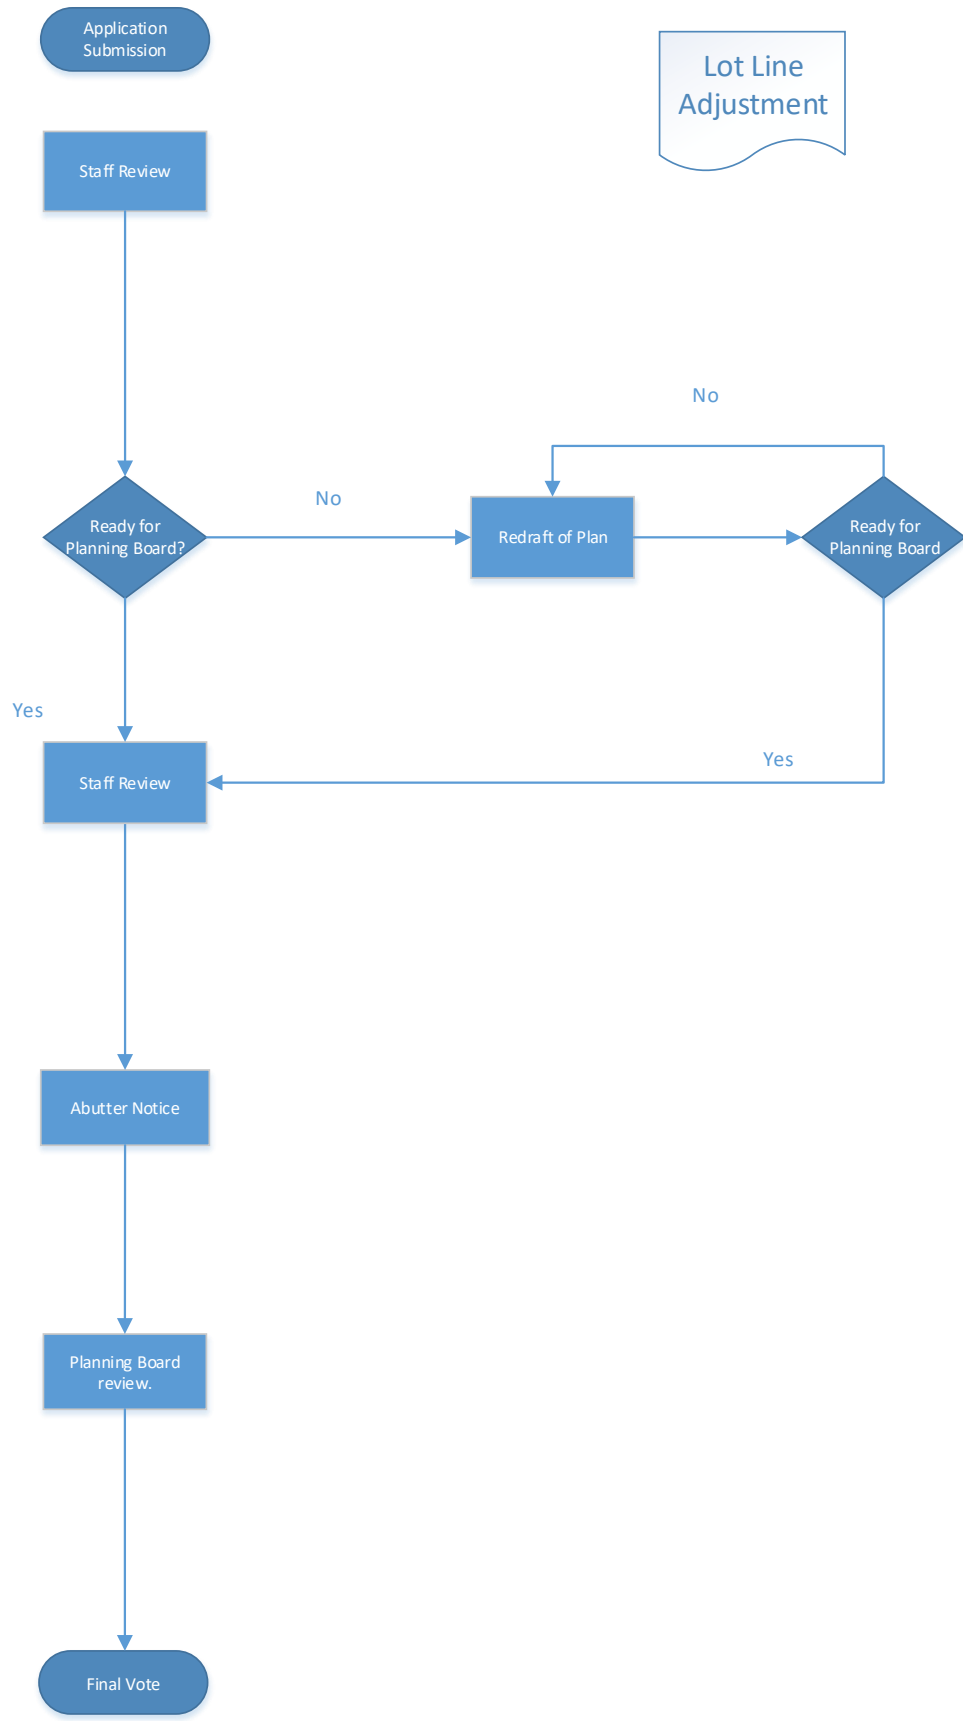 Application
Submission
Lot Line
Adjustment
Staff Review
No
No
Ready for
Planning Board?
Redraft of Plan
Ready for
Planning Board
Yes
Staff Review
Yes
Abutter Notice
Planning Board
review.
Final Vote